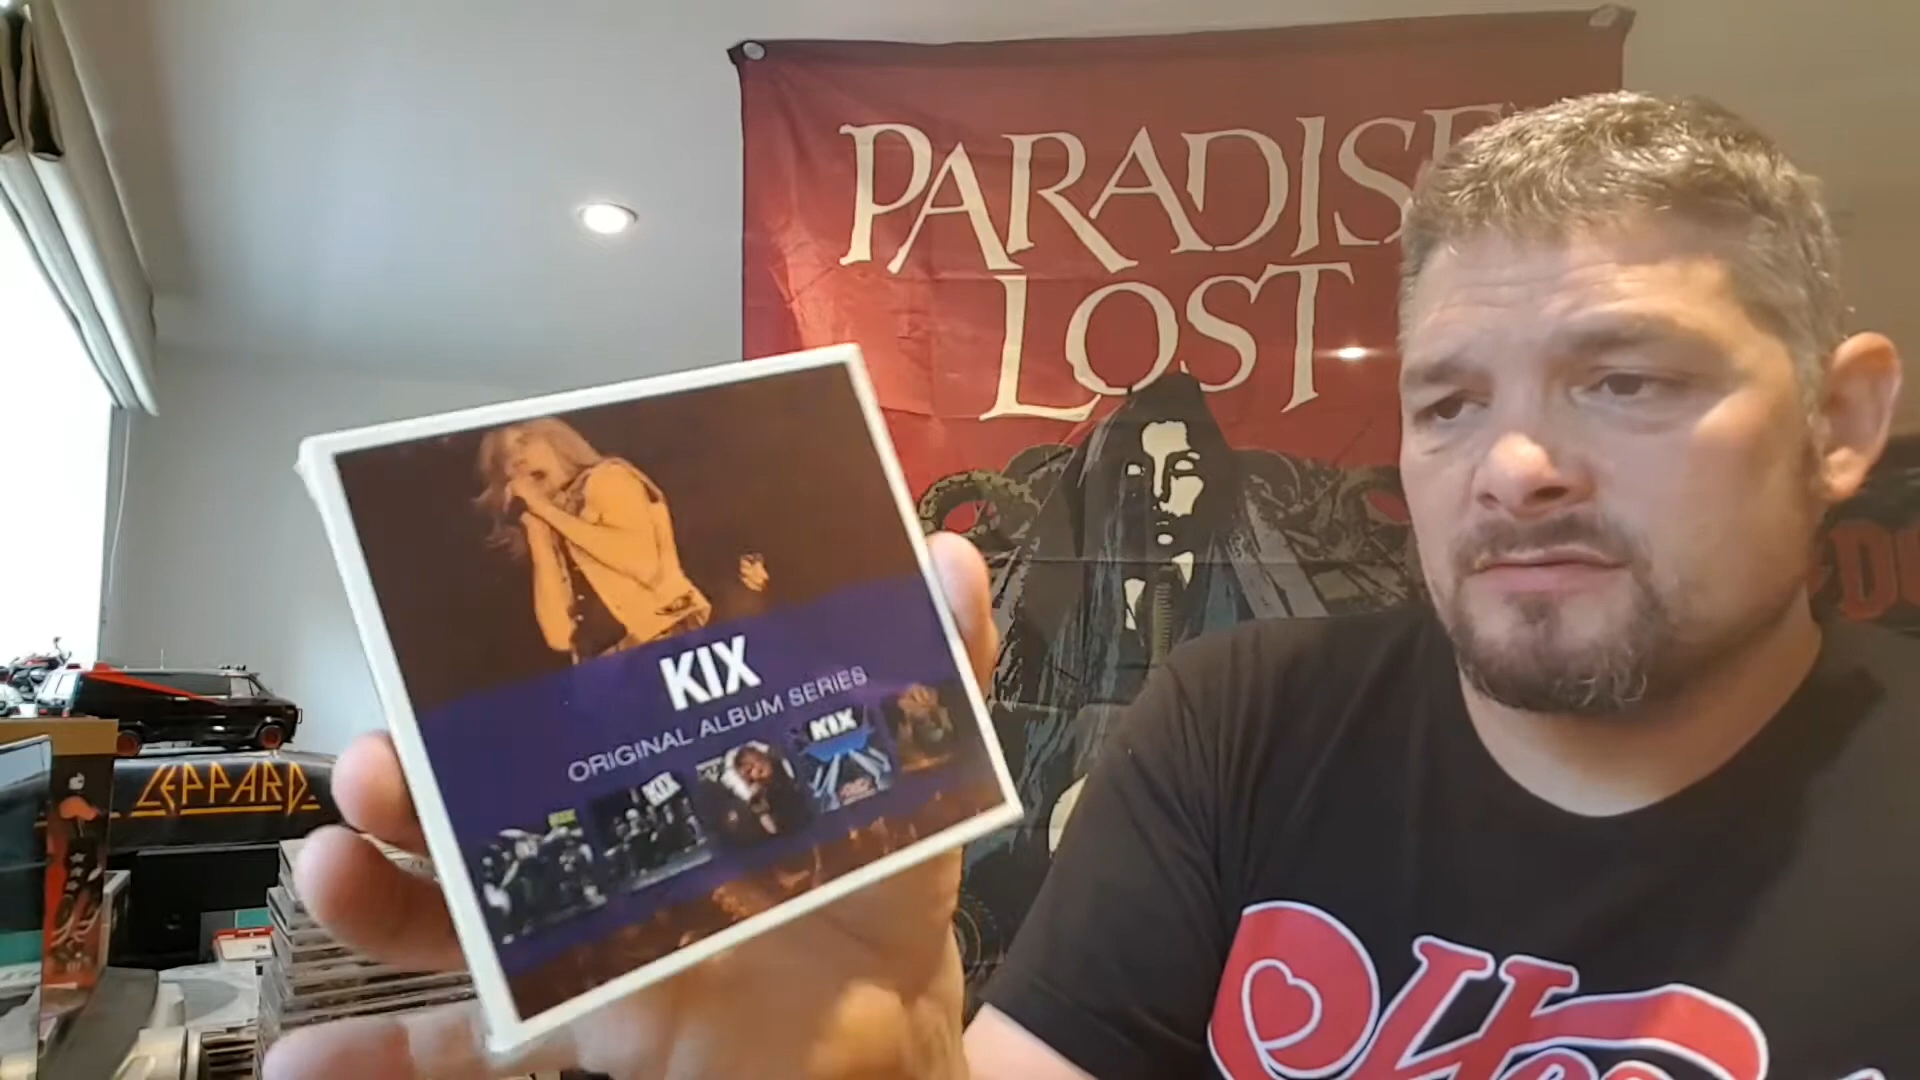 PARADISE
LOST
KIX
ORIGINAL ALBUM SERIES
KIX
KIX
LEPPARD